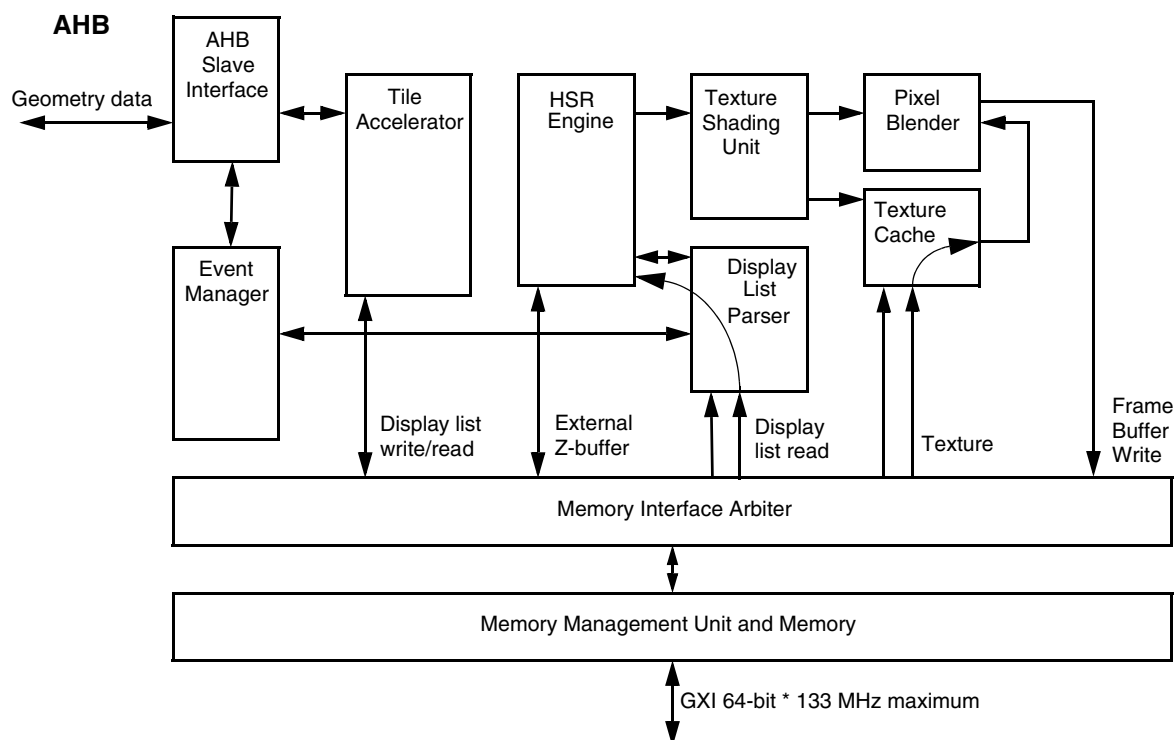 AHB
AHB
Slave
Interface
Geometry data
Tile
Accelerator
HSR
Engine
Texture
Shading
Unit
Pixel
Blender
Texture
Cache
Event
Manager
Display
List
Parser
Display list
write/read
External
Z-buffer
Display
list read
Texture
Frame
Buffer
Write
Memory Interface Arbiter
Memory Management Unit and Memory
GXI 64-bit * 133 MHz maximum